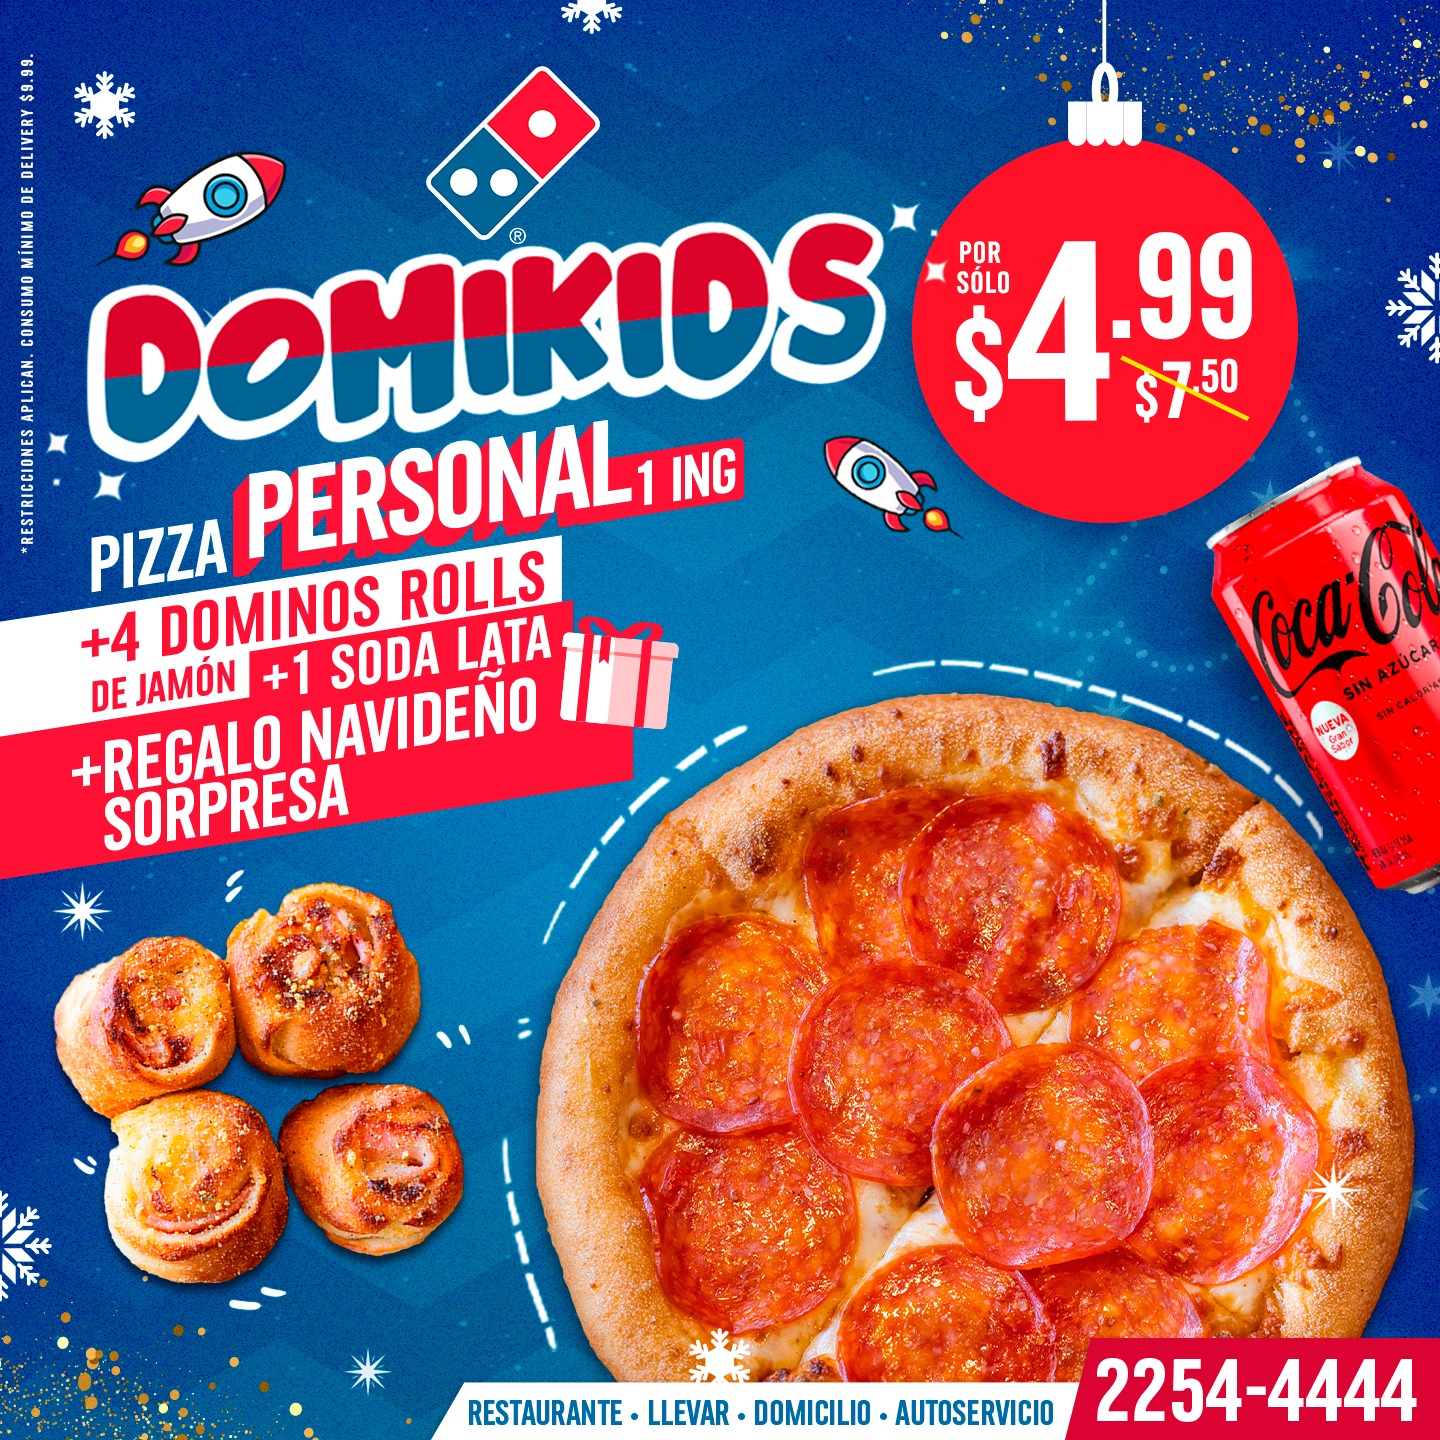 *RESTRICCIONES APLICAN. CONSUMO MÍNIMO DE DELIVERY $9.99.
®
DOMIKIDS
PIZZA PERSONAL 1 ING
+4 DOMINOS ROLLS
DE JAMÓN +1 SODA LATA
+REGALO NAVIDEÑO
SORPRESA
POR
SÓLO
$4.99
$7.50
Coca-Cola
SIN AZÚCAR
SIN CALORÍAS
NUEVA
Gran
Sabor
RESTAURANTE • LLEVAR • DOMICILIO • AUTOSERVICIO
2254-4444